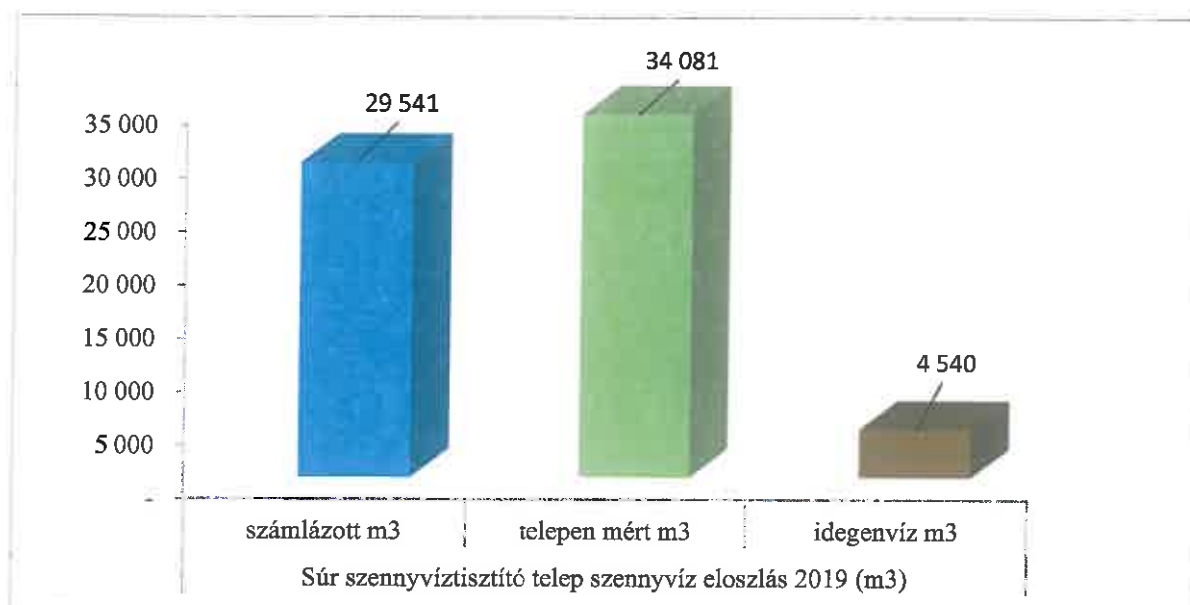 34 081
29 541
35 000
30 000
25 000
20 000
15 000
10 000
4 540
5 000
-
számlázott m3
telepen mért m3
idegenvíz m3
Súr szennyvíztisztító telep szennyvíz eloszlás 2019 (m3)